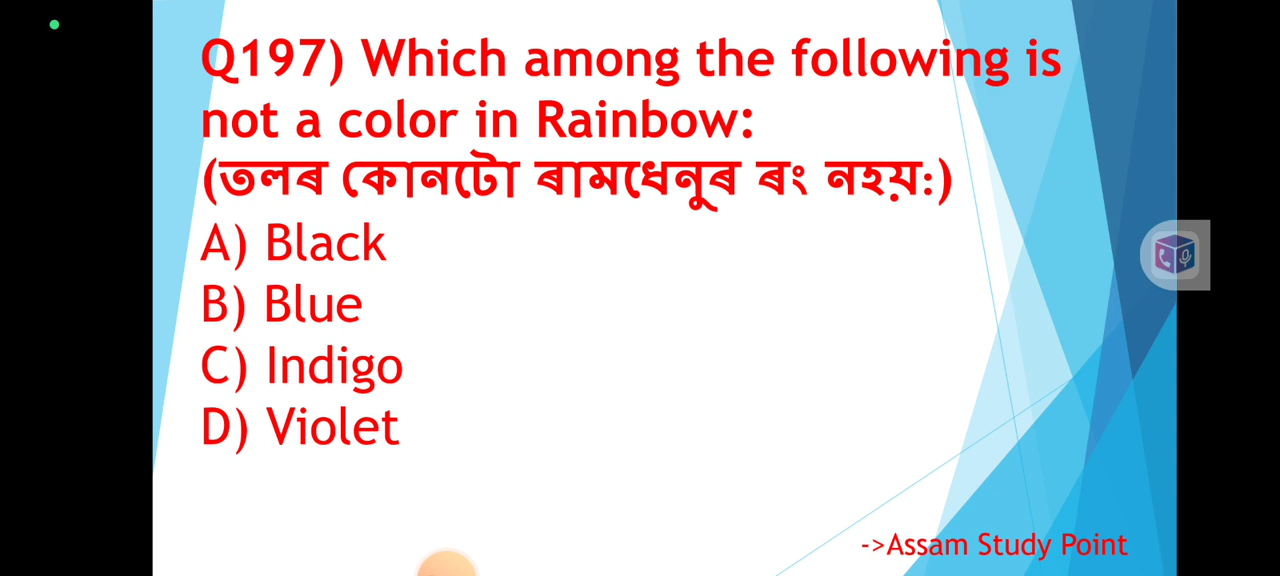 Q197) Which among the following is
not a color in Rainbow:
(তলৰ কোনটো ৰামধেনুৰ ৰং নহয়:)
A) Black
B) Blue
C) Indigo
D) Violet
->Assam Study Point